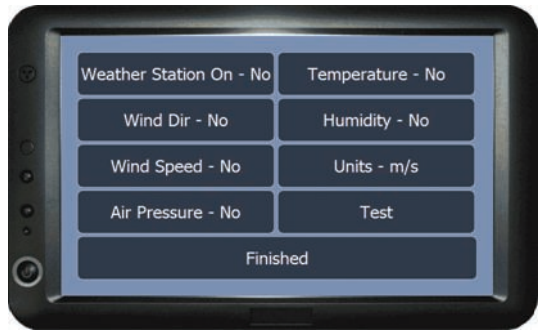 Weather Station On - No
Temperature - No
Wind Dir - No
Humidity - No
Wind Speed - No
Units - m/s
Air Pressure - No
Test
Finished